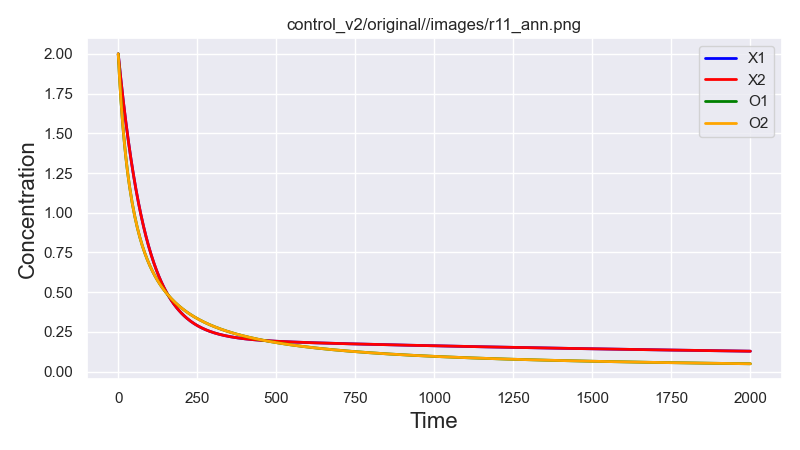 control_v2/original//images/r11_ann.png
X1
X2
O1
O2
2.00
1.75
1.50
1.25
1.00
0.75
0.50
0.25
0.00
Concentration
0 250 500 750 1000 1250 1500 1750 2000
Time